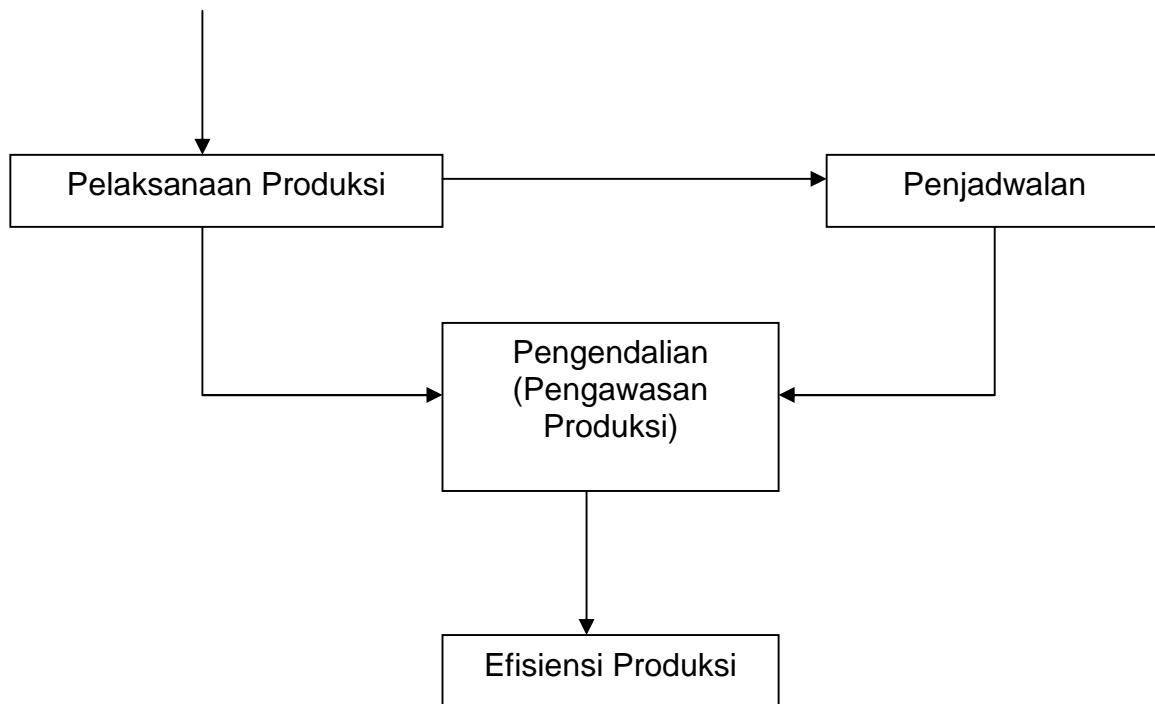 Pelaksanaan Produksi
Penjadwalan
Pengendalian
(Pengawasan
Produksi)
Efisiensi Produksi